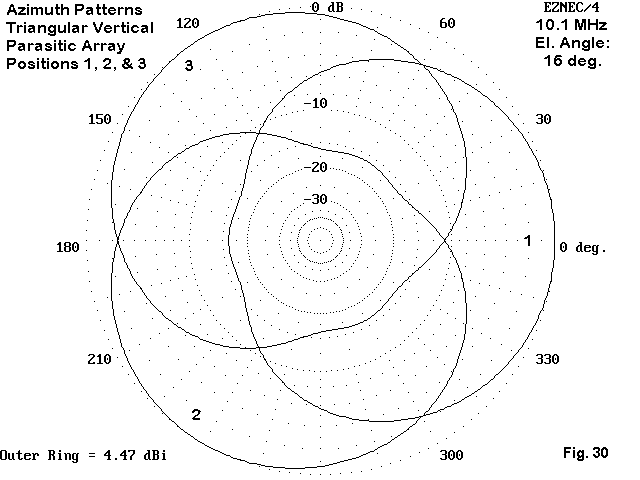 Azimuth Patterns
Triangular Vertical
Parasitic Array
Positions 1, 2, & 3
0 dB
EZNEC/4
10.1 MHz
El. Angle:
16 deg.
120
60
3
-10
150
30
-20
-30
180
1
0 deg.
210
330
2
Outer Ring = 4.47 dBi
300
Fig. 30